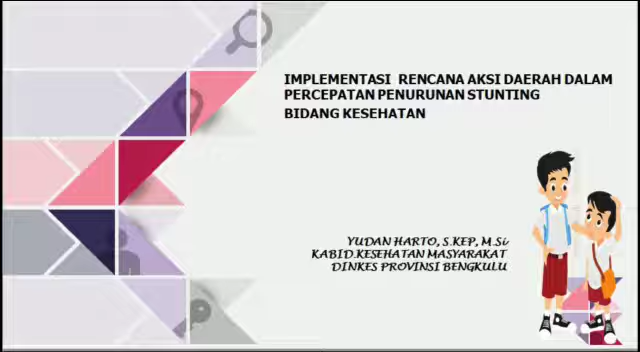 IMPLEMENTASI RENCANA AKSI DAERAH DALAM
PERCEPATAN PENURUNAN STUNTING
BIDANG KESEHATAN
YUDAN HARTO, S.KEP, M.Si
KABID.KESEHATAN MASYARAKAT
DINKES PROVINSI BENGKULU